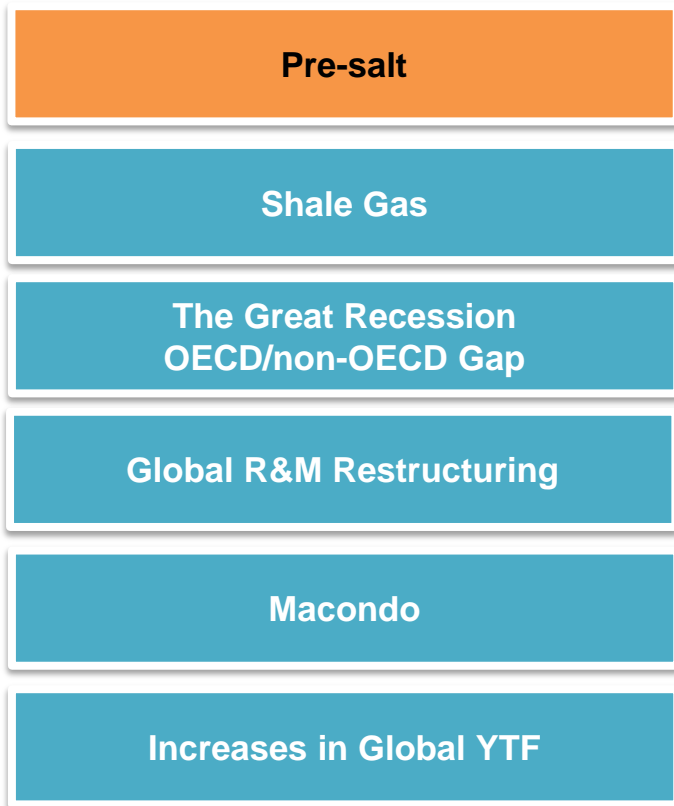 Pre-salt
Shale Gas
The Great Recession
OECD/non-OECD Gap
Global R&M Restructuring
Macondo
Increases in Global YTF